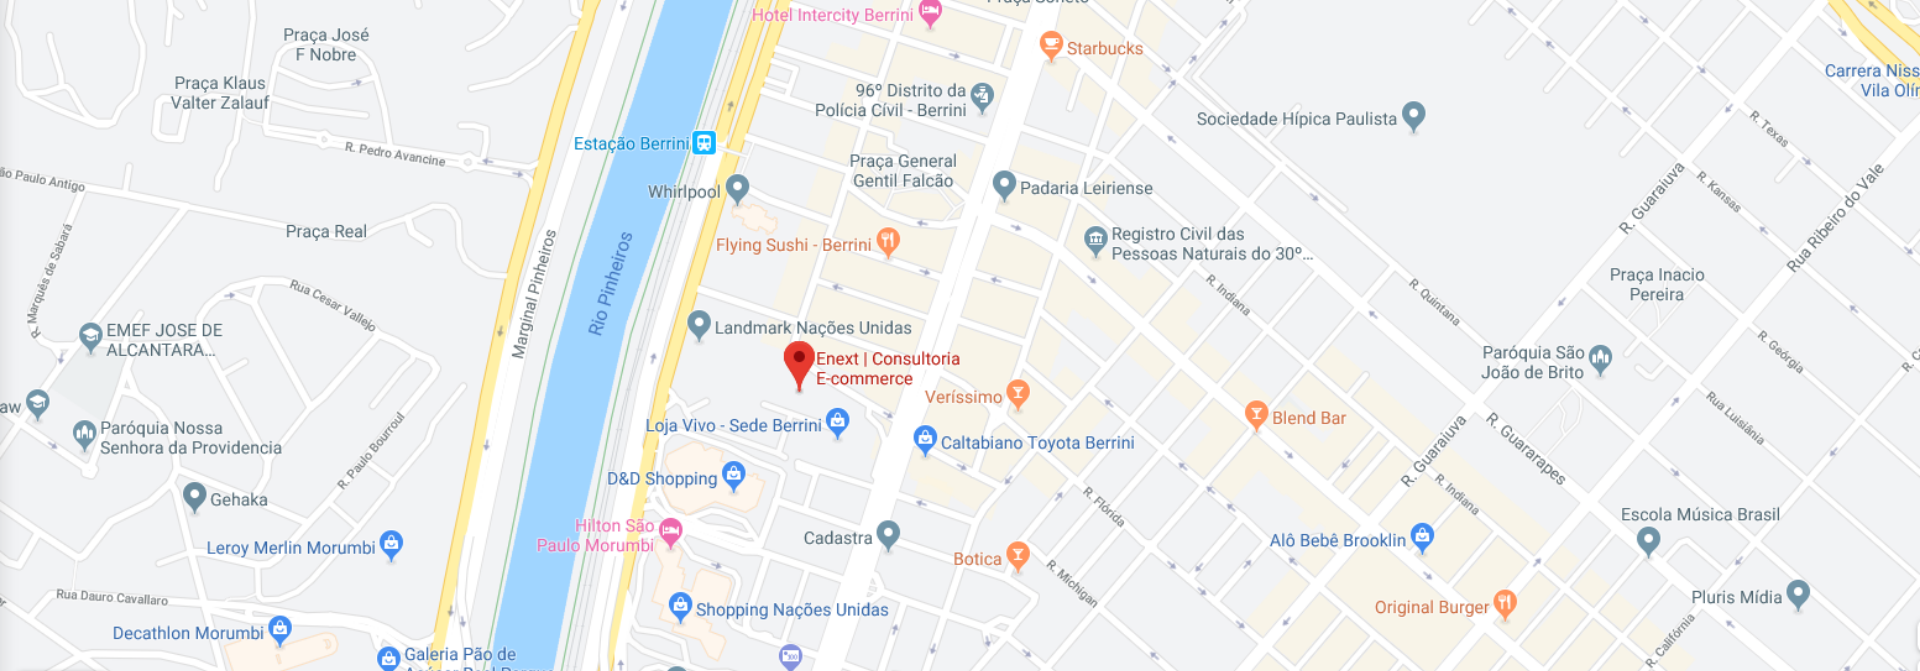 Praça José
F Nobre
Praça Klaus
Valter Zalauf
R. Pedro Avancine
São Paulo Antigo
Praça Real
R. Marquês de Sabará
Rua Cesar Vallejo
EMEF JOSE DE
ALCANTARA...
aw
Paróquia Nossa
Senhora da Providencia
R. Paulo Bourroul
Gehaka
Leroy Merlin Morumbi
Rua Dauro Cavallaro
Decathlon Morumbi
Galeria Pão de
Marginal Pinheiros
Rio Pinheiros
Hotel Intercity Berrini
Starbucks
96º Distrito da
Polícia Cívil - Berrini
Estação Berrini
Praça General
Gentil Falcão
Whirlpool
Padaria Leiriense
Flying Sushi - Berrini
Registro Civil das
Pessoas Naturais do 30º...
Landmark Nações Unidas
Enext | Consultoria
E-commerce
Veríssimo
Loja Vivo - Sede Berrini
Caltabiano Toyota Berrini
D&D Shopping
Hilton São
Paulo Morumbi
Cadastra
Botica
Shopping Nações Unidas
Sociedade Hípica Paulista
Carrera Niss
Vila Olím
R. Texas
R. Kansas
R. Guaraiuva
Rua Ribeiro do Vale
Praça Inacio
Pereira
R. Indiana
R. Quintana
R. Geórgia
Paróquia São
João de Brito
Rua Luisiânia
Blend Bar
R. Guaraiuva
R. Guararapes
R. Indiana
R. Flórida
R. Michigan
Escola Música Brasil
Alô Bebê Brooklin
Original Burger
Pluris Mídia
R. Califórnia